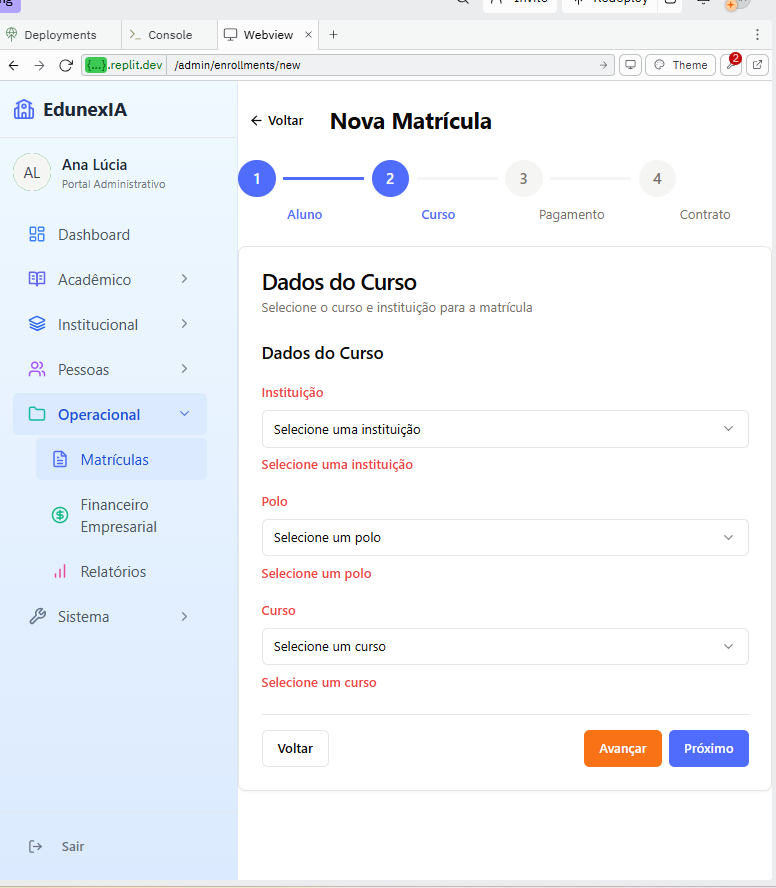 Invite
Redeploy
Deployments
Console
Webview
{...}.replit.dev
/admin/enrollments/new
Theme
2
EdunexIA
AL
Ana Lúcia
Portal Administrativo
Dashboard
Acadêmico
Institucional
Pessoas
Operacional
Matrículas
Financeiro
Empresarial
Relatórios
Sistema
Sair
Voltar
Nova Matrícula
1
2
3
4
Aluno
Curso
Pagamento
Contrato
Dados do Curso
Selecione o curso e instituição para a matrícula
Dados do Curso
Instituição
Selecione uma instituição
Selecione uma instituição
Polo
Selecione um polo
Selecione um polo
Curso
Selecione um curso
Selecione um curso
Voltar
Avançar
Próximo